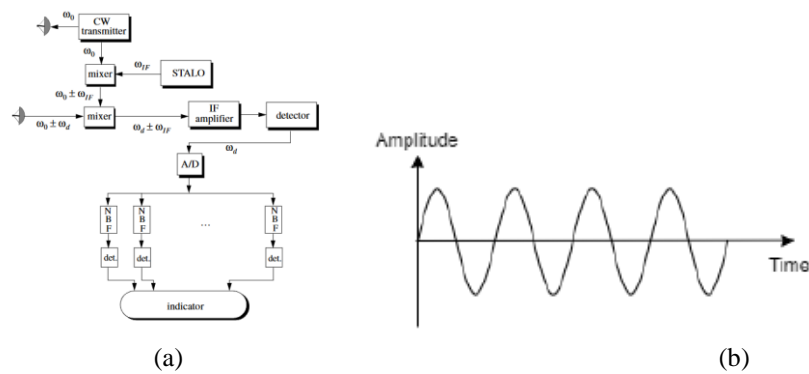 ω0
CW
transmitter
ω0
mixer
ωIF
STALO
ω0 ± ωIF
ω0 ± ωd
mixer
ωd ± ωIF
IF
amplifier
detector
ωd
A/D
N
B
F
N
B
F
...
N
B
F
det.
det.
det.
indicator
Amplitude
Time
(a)
(b)